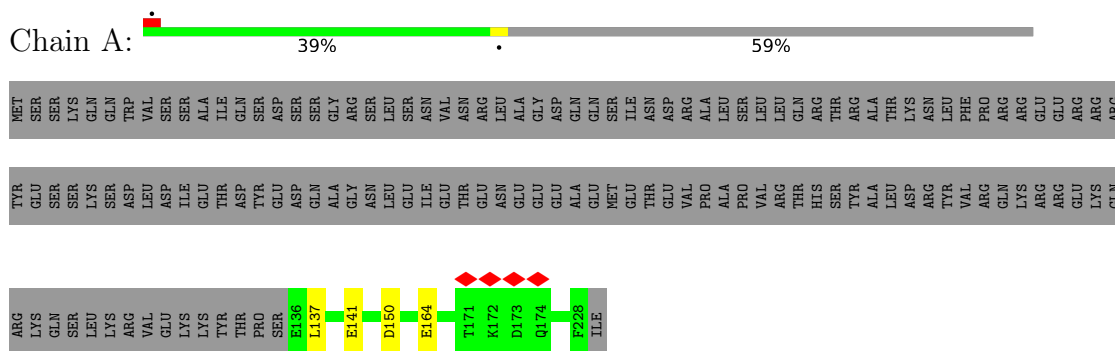 Chain A: • 39% • 59%
MET SER SER LYS GLN GLN TRP VAL SER SER ALA ILE GLN SER ASP SER SER GLY ARG SER LEU SER ASN VAL ASN ARG LEU ALA GLY ASP GLN GLN SER ILE ASN ASP ARG ALA LEU SER LEU LEU GLN ARG THR ARG ALA THR LYS ASN LEU PHE PRO ARG ARG GLU GLU ARG ARG ARG
TYR GLU SER SER LYS SER ASP LEU ASP ILE GLU THR ASP TYR GLU ASP GLN ALA GLY ASN LEU GLU ILE GLU THR GLU ASN GLU GLU GLU ALA GLU MET GLU THR GLU VAL PRO ALA PRO VAL ARG THR HIS SER TYR ALA LEU ASP ARG TYR VAL ARG GLN LYS ARG ARG GLU LYS GLN
ARG LYS GLN SER LEU LYS ARG VAL GLU LYS LYS TYR THR PRO SER E136 L137 E141 D150 E164 T171 K172 D173 Q174 F228 ILE